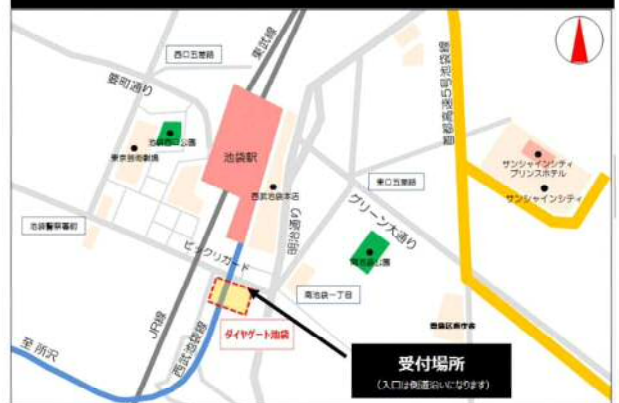 西口五差路
東武線
要町通り
首都高速5号池袋線
池袋西口公園
東京芸術劇場
池袋駅
サンシャインシティ
プリンスホテル
サンシャインシティ
東口五差路
西武池袋本店
グリーン大通り
明治通り
池袋警察署前
ビックリガード
南池袋公園
南池袋一丁目
豊島区新庁舎
ダイヤゲート池袋
JR線
西武池袋線
至 所沢
受付場所
（入口は側道沿いになります）